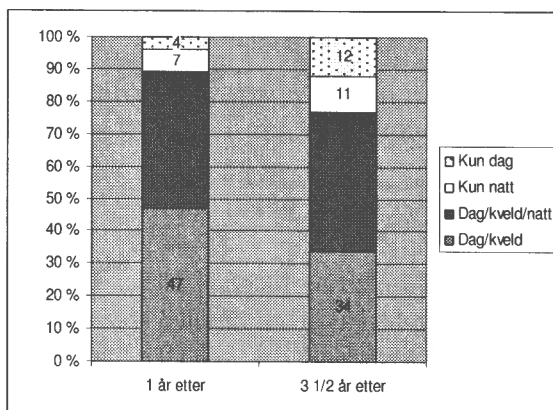 100 %
90 %
80 %
70 %
60 %
50 %
40 %
30 %
20 %
10 %
0 %
4
7
47
12
11
34
1 år etter
3 1/2 år etter
Kun dag
Kun natt
Dag/kveld/natt
Dag/kveld